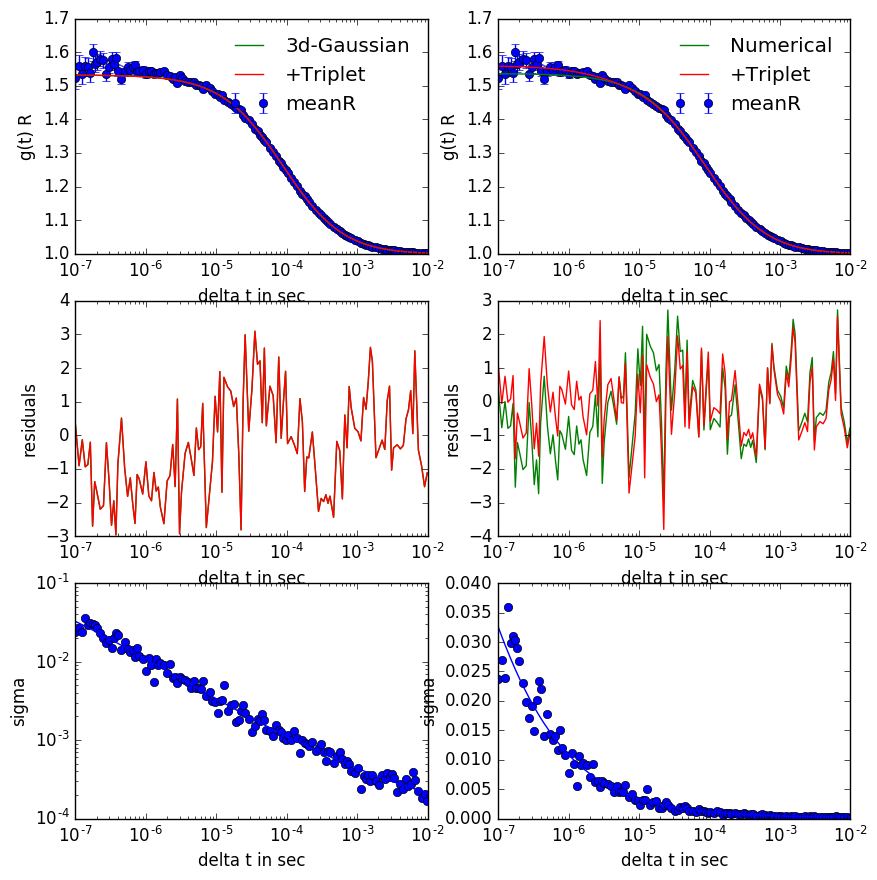 1.7
1.6
1.5
1.4
1.3
1.2
1.1
1.0
g(t) R
3d-Gaussian
+Triplet
meanR
10^-7 10^-6 10^-5 10^-4 10^-3 10^-2
delta t in sec
1.7
1.6
1.5
1.4
1.3
1.2
1.1
1.0
g(t) R
Numerical
+Triplet
meanR
10^-7 10^-6 10^-5 10^-4 10^-3 10^-2
delta t in sec
4
3
2
1
0
−1
−2
−3
residuals
10^-7 10^-6 10^-5 10^-4 10^-3 10^-2
delta t in sec
3
2
1
0
−1
−2
−3
−4
residuals
10^-7 10^-6 10^-5 10^-4 10^-3 10^-2
delta t in sec
10^-1
10^-2
10^-3
10^-4
sigma
10^-7 10^-6 10^-5 10^-4 10^-3 10^-2
delta t in sec
0.040
0.035
0.030
0.025
0.020
0.015
0.010
0.005
0.000
sigma
10^-7 10^-6 10^-5 10^-4 10^-3 10^-2
delta t in sec